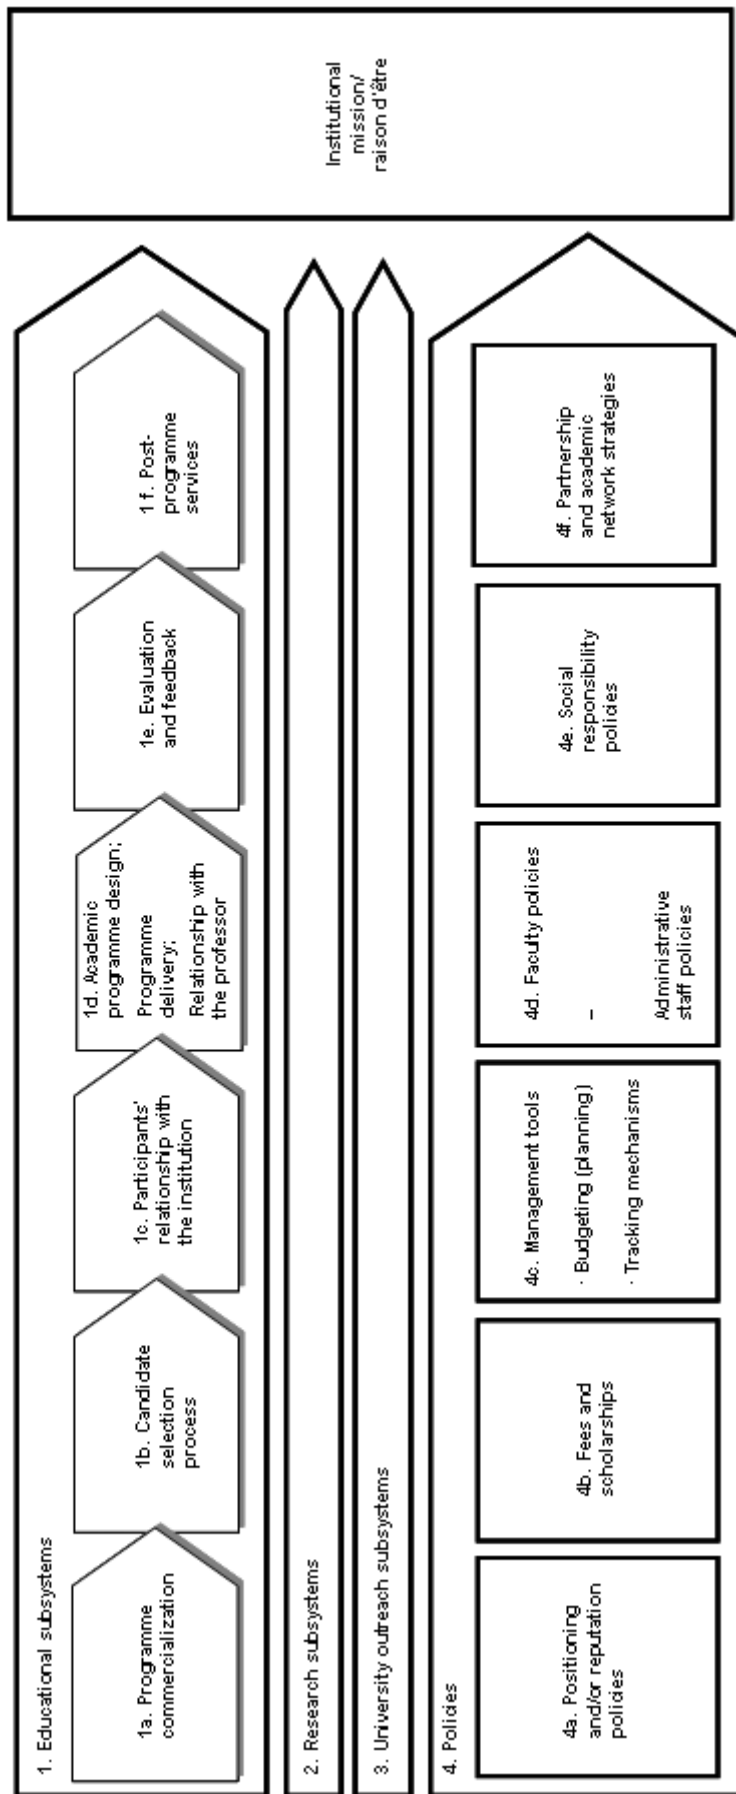 1. Educational subsystems
1a. Programme
commercialization
1b. Candidate
selection
process
1c. Participants'
relationship with
the institution
1d. Academic
programme design;
Programme
delivery;
Relationship with
the professor
1e. Evaluation
and feedback
1f. Post-
programme
services
2. Research subsystems
3. University outreach subsystems
4. Policies
4a. Positioning
and/or reputation
policies
4b. Fees and
scholarships
4c. Management tools
· Budgeting (planning)
· Tracking mechanisms
4d. Faculty policies
–
Administrative
staff policies
4e. Social
responsibility
policies
4f. Partnership
and academic
network strategies
Institutional
mission/
raison d'être